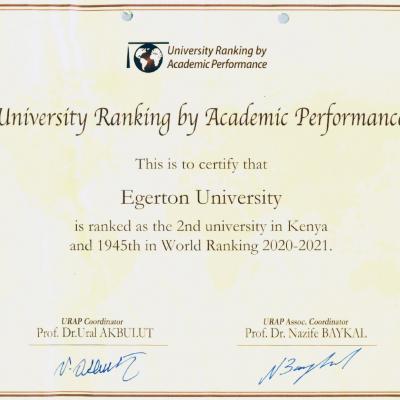 University Ranking by
Academic Performance
University Ranking by Academic Performance
This is to certify that
Egerton University
is ranked as the 2nd university in Kenya
and 1945th in World Ranking 2020-2021.
URAP Coordinator
Prof. Dr.Ural AKBULUT
URAP Assoc. Coordinator
Prof. Dr. Nazife BAYKAL